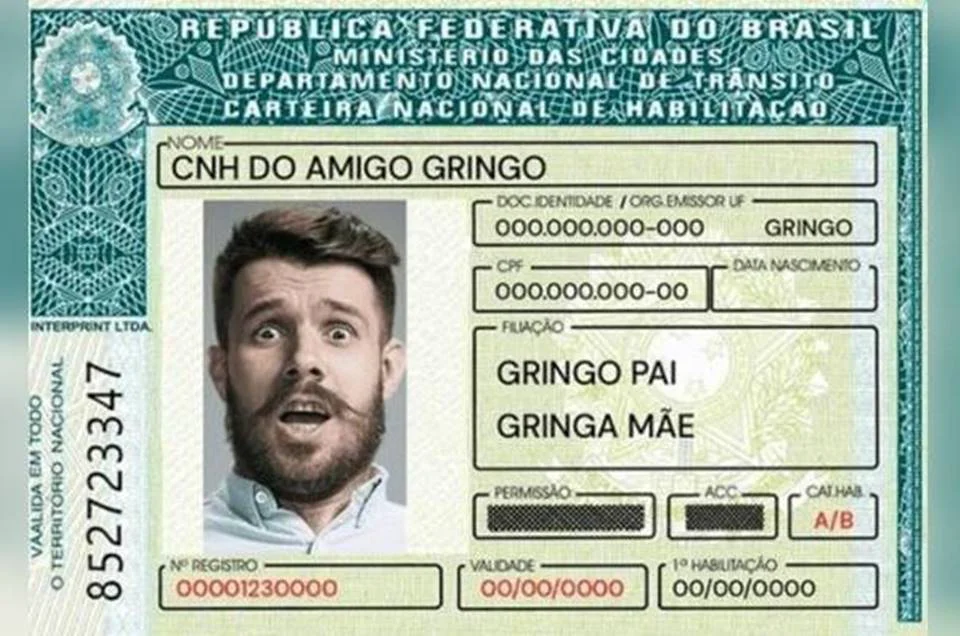 REPÚBLICA FEDERATIVA DO BRASIL
MINISTÉRIO DAS CIDADES
DEPARTAMENTO NACIONAL DE TRÂNSITO
CARTEIRA NACIONAL DE HABILITAÇÃO
NOME
CNH DO AMIGO GRINGO
DOC.IDENTIDADE / ORG.EMISSOR UF
000.000.000-000 GRINGO
CPF DATA NASCIMENTO
000.000.000-00
FILIAÇÃO
GRINGO PAI
GRINGA MÃE
PERMISSÃO ACC CAT.HAB.
A/B
Nº REGISTRO VALIDADE 1ª HABILITAÇÃO
00001230000 00/00/0000 00/00/0000
INTERPRINT LTDA.
VAALIDA EM TODO
O TERRITÓRIO NACIONAL
8527723347